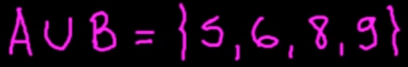 A ∪ B = {5, 6, 8, 9}